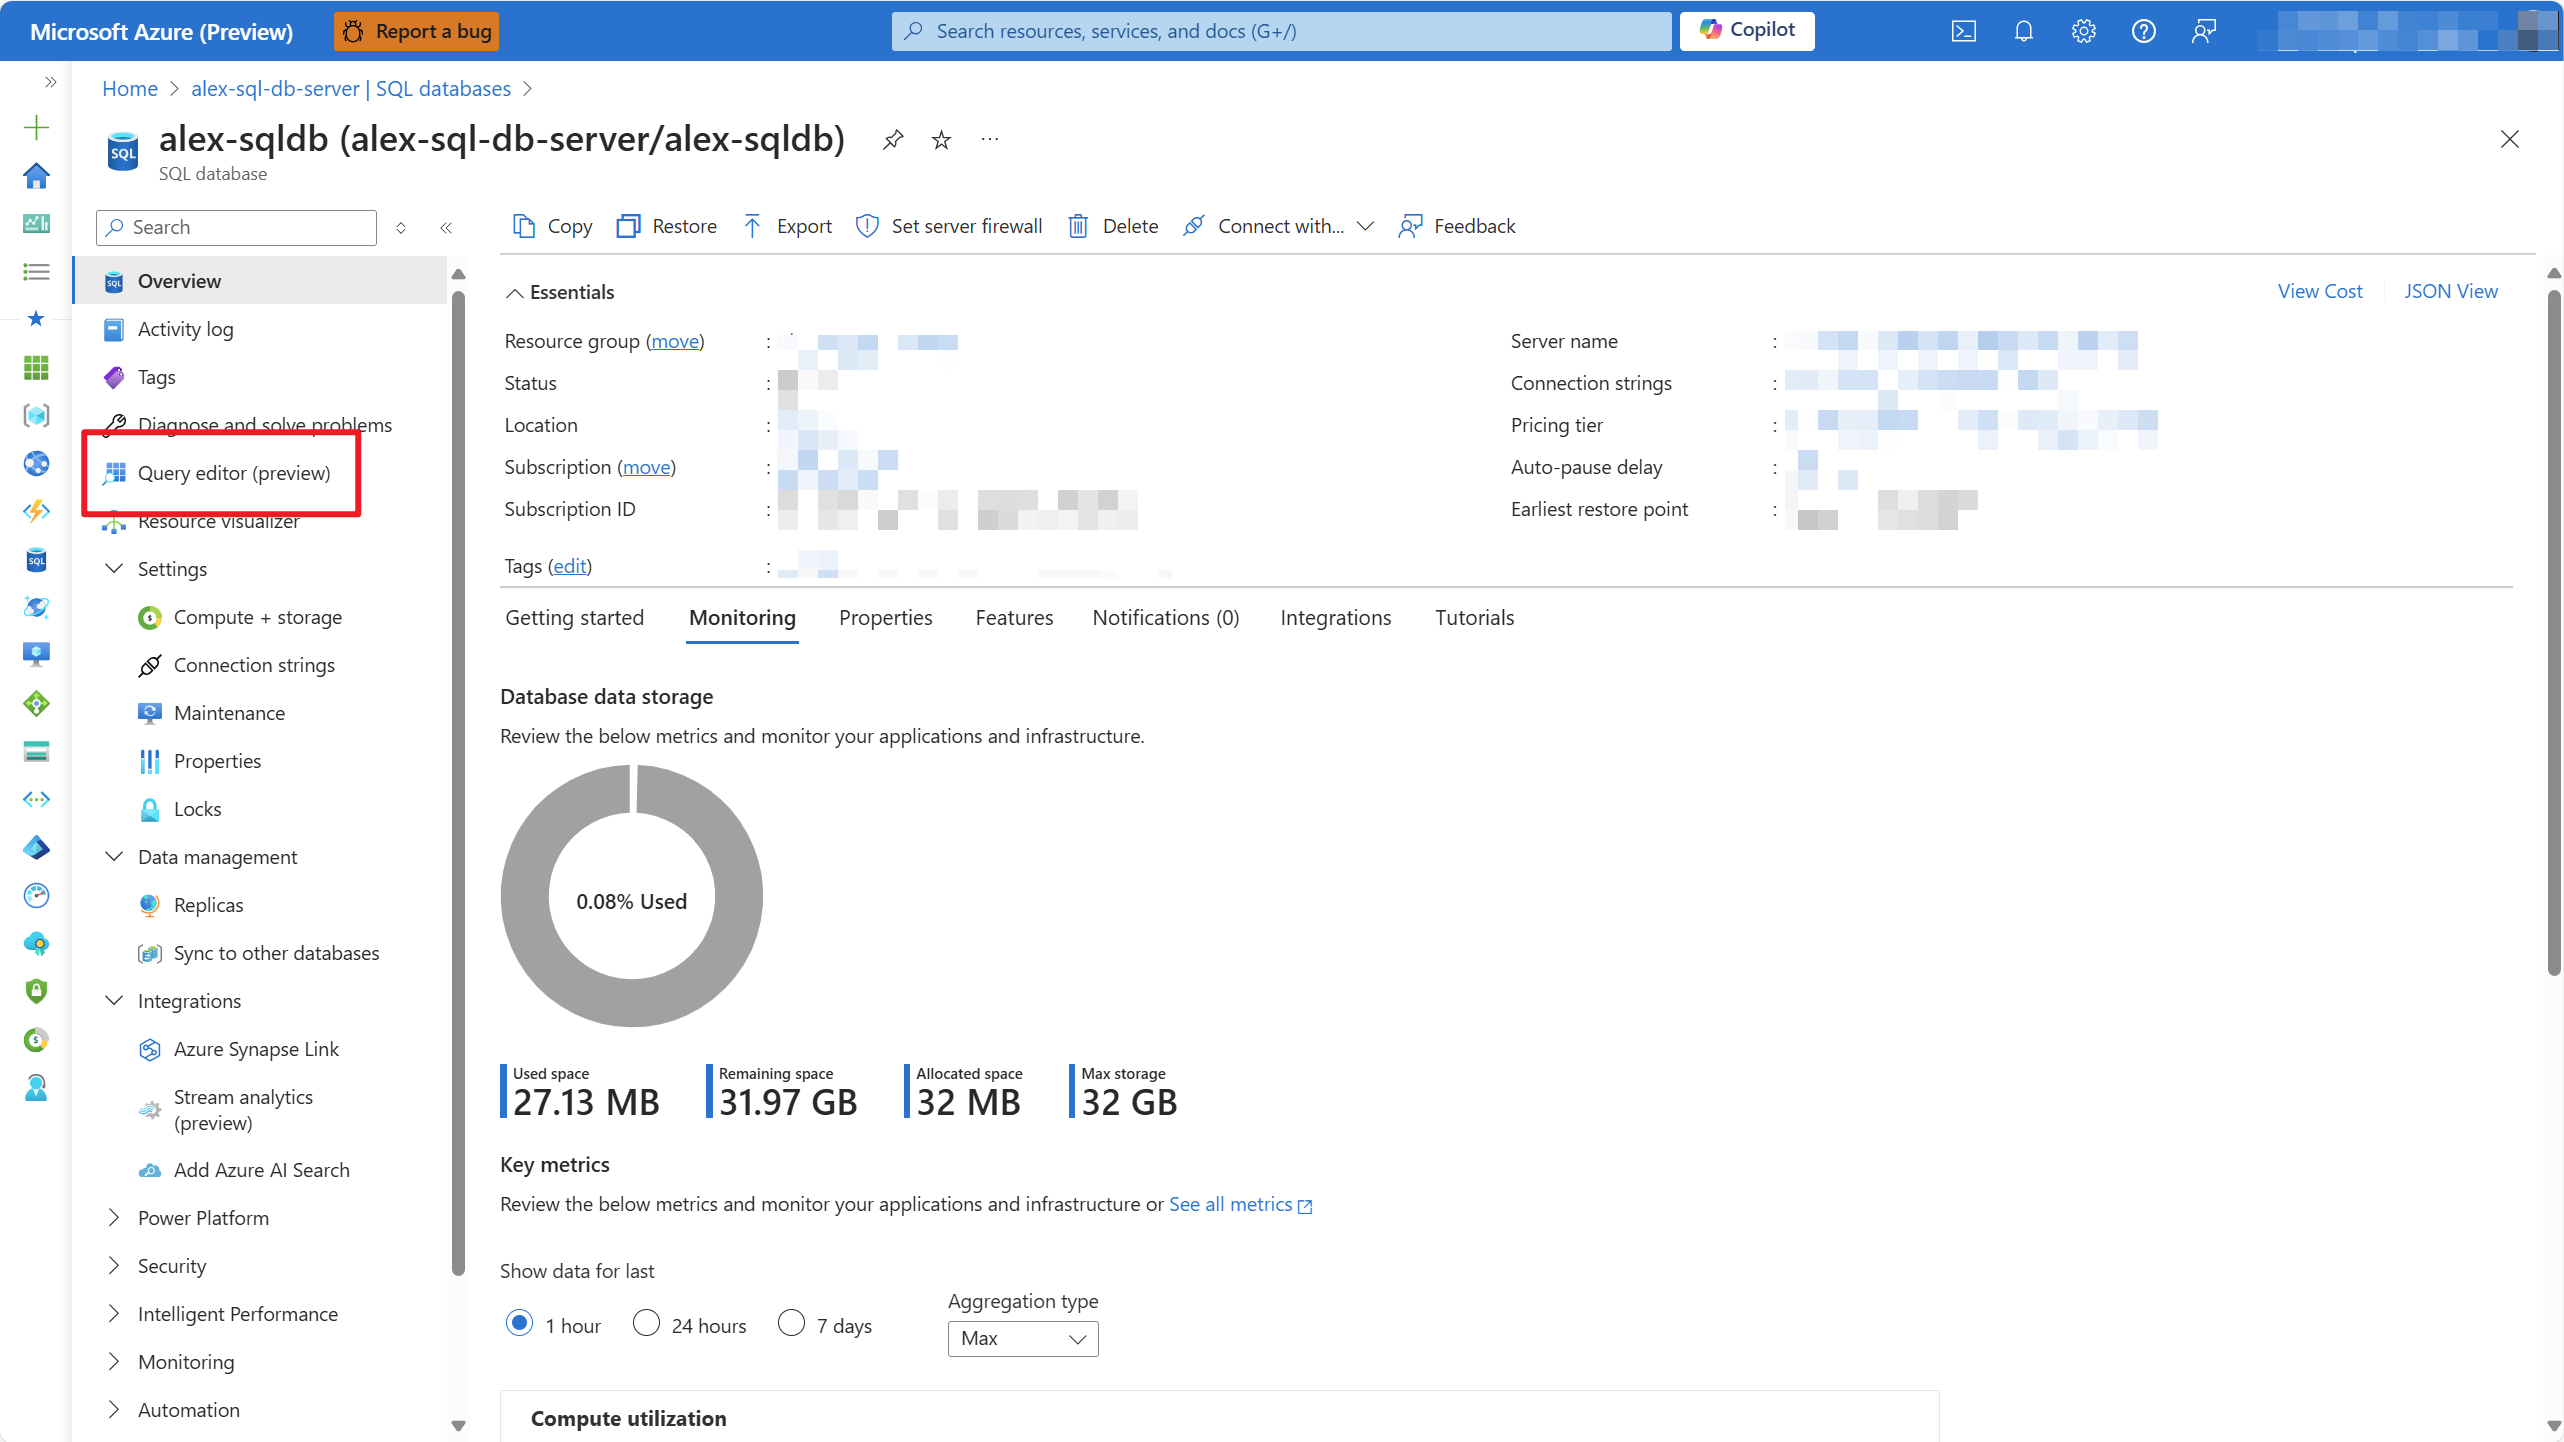 Microsoft Azure (Preview)
Report a bug
Search resources, services, and docs (G+/)
Copilot
Home > alex-sql-db-server | SQL databases >
alex-sqldb (alex-sql-db-server/alex-sqldb)
SQL database
Search
Copy
Restore
Export
Set server firewall
Delete
Connect with...
Feedback
Overview
Activity log
Tags
Diagnose and solve problems
Query editor (preview)
Resource visualizer
Settings
Compute + storage
Connection strings
Maintenance
Properties
Locks
Data management
Replicas
Sync to other databases
Integrations
Azure Synapse Link
Stream analytics
(preview)
Add Azure AI Search
Power Platform
Security
Intelligent Performance
Monitoring
Automation
Essentials
View Cost
JSON View
Resource group (move) :
Status :
Location :
Subscription (move) :
Subscription ID :
Tags (edit) :
Server name :
Connection strings :
Pricing tier :
Auto-pause delay :
Earliest restore point :
Getting started
Monitoring
Properties
Features
Notifications (0)
Integrations
Tutorials
Database data storage
Review the below metrics and monitor your applications and infrastructure.
0.08% Used
Used space
27.13 MB
Remaining space
31.97 GB
Allocated space
32 MB
Max storage
32 GB
Key metrics
Review the below metrics and monitor your applications and infrastructure or See all metrics
Show data for last
1 hour
24 hours
7 days
Aggregation type
Max
Compute utilization